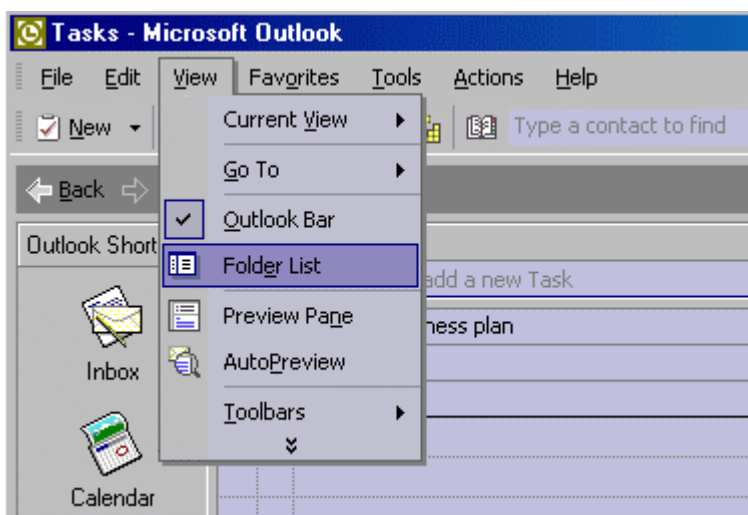 Tasks - Microsoft Outlook
File Edit View Favorites Tools Actions Help
New Type a contact to find
Back
Outlook Short
Current View
Go To
Outlook Bar
Folder List
Preview Pane
AutoPreview
Toolbars
add a new Task
ness plan
Inbox
Calendar